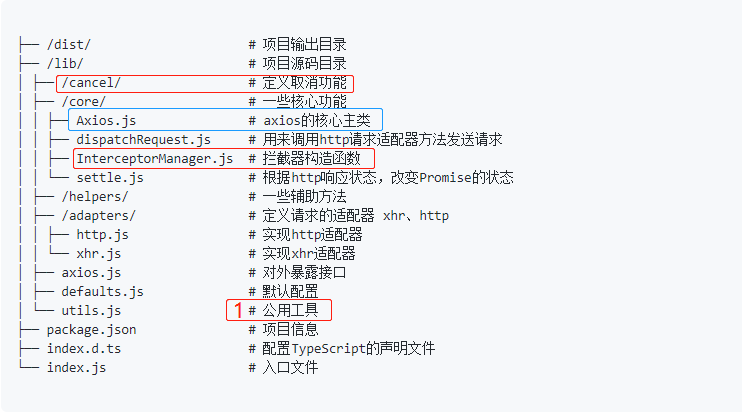 ├── /dist/ # 项目输出目录
├── /lib/ # 项目源码目录
│ ├── /cancel/ # 定义取消功能
│ ├── /core/ # 一些核心功能
│ │ ├── Axios.js # axios的核心主类
│ │ ├── dispatchRequest.js # 用来调用http请求适配器方法发送请求
│ │ ├── InterceptorManager.js # 拦截器构造函数
│ │ └── settle.js # 根据http响应状态，改变Promise的状态
│ ├── /helpers/ # 一些辅助方法
│ ├── /adapters/ # 定义请求的适配器 xhr、http
│ │ ├── http.js # 实现http适配器
│ │ └── xhr.js # 实现xhr适配器
│ ├── axios.js # 对外暴露接口
│ ├── defaults.js # 默认配置
│ └── utils.js 1 # 公用工具
├── package.json # 项目信息
├── index.d.ts # 配置TypeScript的声明文件
└── index.js # 入口文件